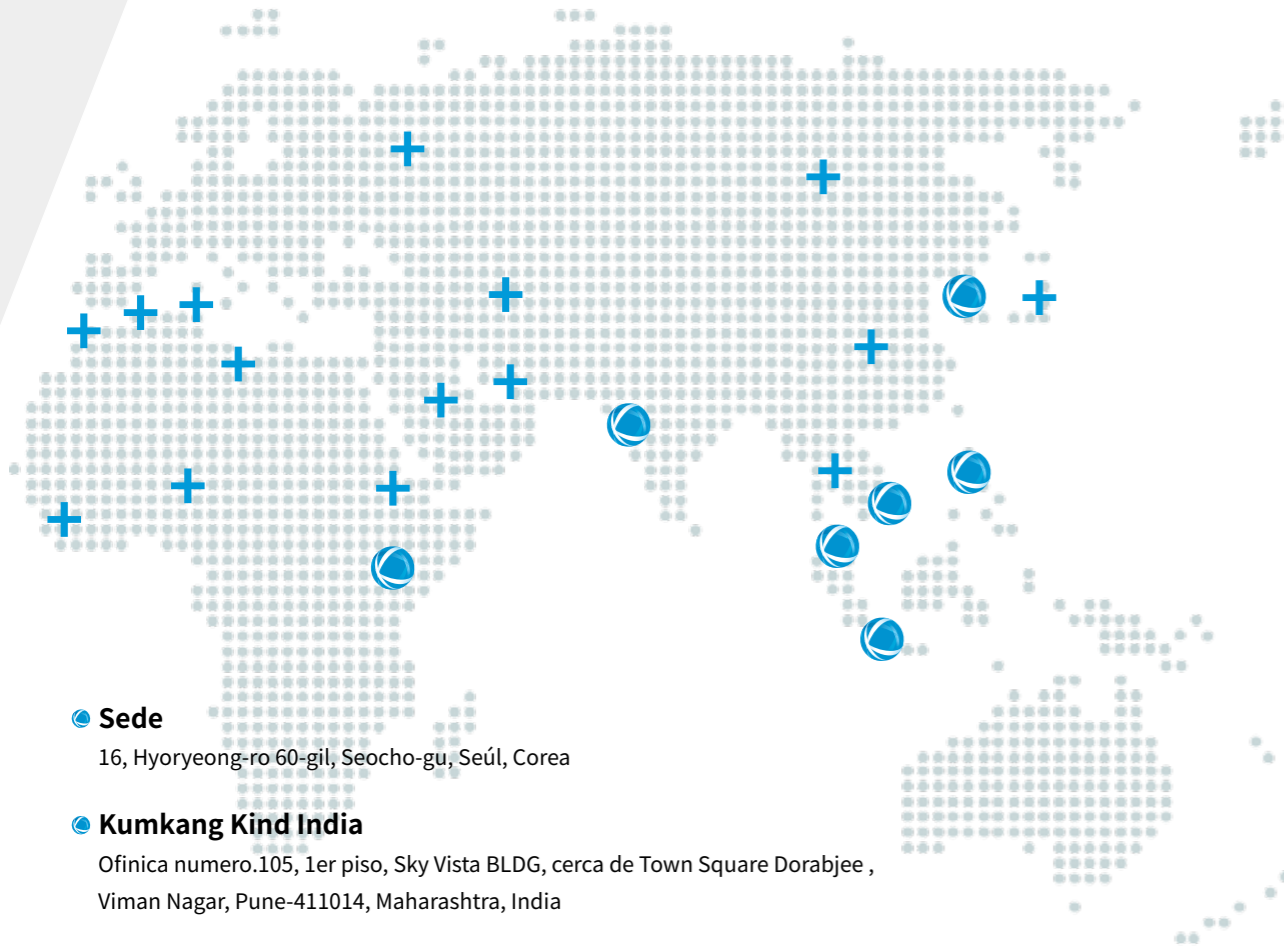 Sede
16, Hyoryeong-ro 60-gil, Seocho-gu, Seúl, Corea
Kumkang Kind India
Ofinica numero.105, 1er piso, Sky Vista BLDG, cerca de Town Square Dorabjee ,
Viman Nagar, Pune-411014, Maharashtra, India